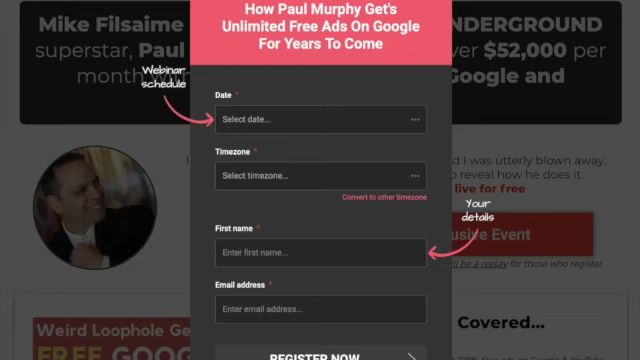 How Paul Murphy Get's
Unlimited Free Ads On Google
For Years To Come
Mike Filsaime
UNDERGROUND
superstar, Paul
ver $52,000 per
month wi
Google and
Webinar
schedule
Date *
Select date...
Timezone *
Select timezone...
Convert to other timezone
d I was utterly blown away.
o reveal how he does it.
live for free
Your
details
First name *
Enter first name...
usive Event
ll be a replay for those who register.
Email address *
Enter email address...
Weird Loophole Ge
FREE GOOG
Covered...
REGISTER NOW